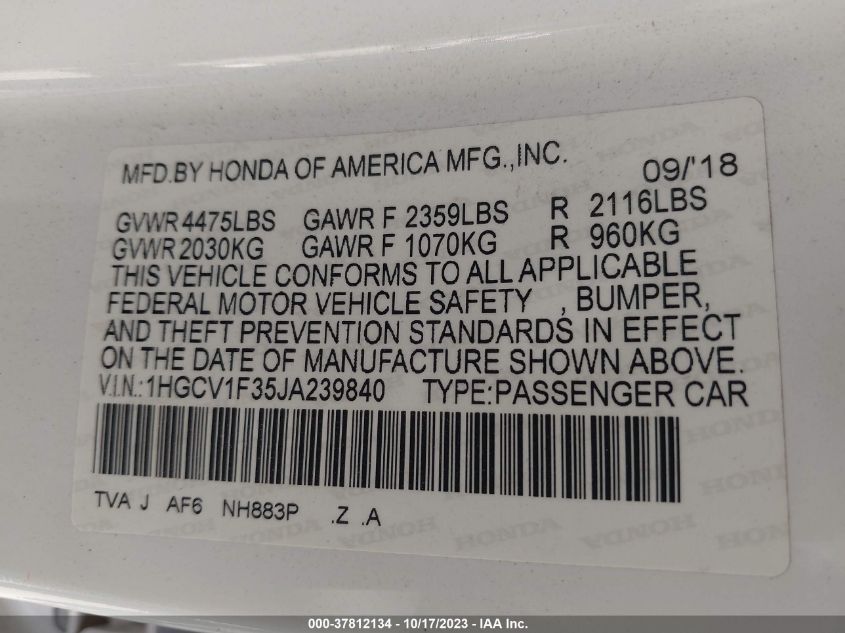 MFD.BY HONDA OF AMERICA MFG.,INC. 09/'18
GVWR 4475LBS GAWR F 2359LBS R 2116LBS
GVWR 2030KG GAWR F 1070KG R 960KG
THIS VEHICLE CONFORMS TO ALL APPLICABLE
FEDERAL MOTOR VEHICLE SAFETY , BUMPER,
AND THEFT PREVENTION STANDARDS IN EFFECT
ON THE DATE OF MANUFACTURE SHOWN ABOVE.
V.I.N.:1HGCV1F35JA239840 TYPE:PASSENGER CAR
TVA J AF6 NH883P .Z .A
000-37812134 - 10/17/2023 - IAA Inc.